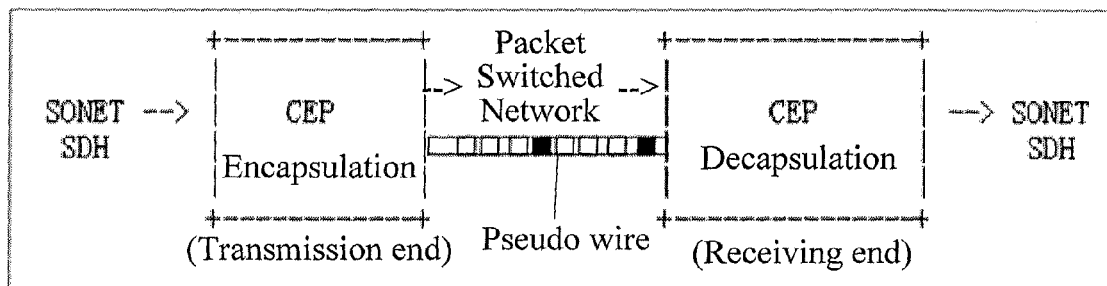 Packet
Switched
Network
SONET
SDH
-->
CEP
Encapsulation
-->
-->
CEP
Decapsulation
-->
SONET
SDH
(Transmission end)
Pseudo wire
(Receiving end)